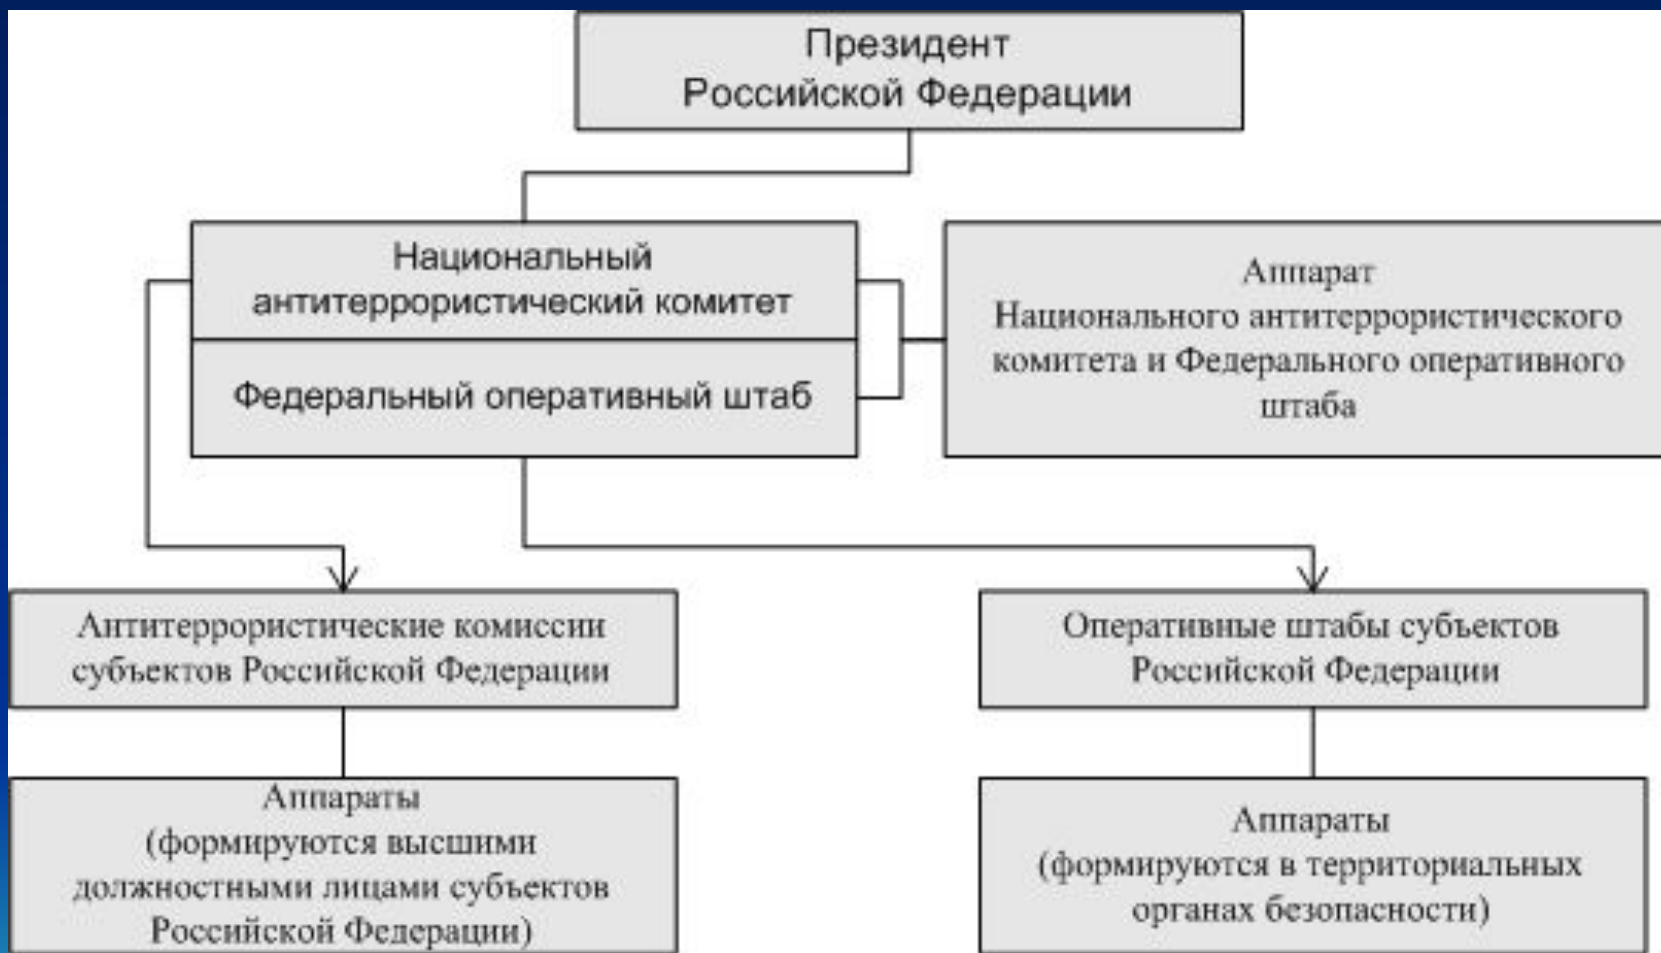 Президент
Российской Федерации
Национальный
антитеррористический комитет
Федеральный оперативный штаб
Аппарат
Национального антитеррористического
комитета и Федерального оперативного
штаба
Антитеррористические комиссии
субъектов Российской Федерации
Оперативные штабы субъектов
Российской Федерации
Аппараты
(формируются высшими
должностными лицами субъектов
Российской Федерации)
Аппараты
(формируются в территориальных
органах безопасности)